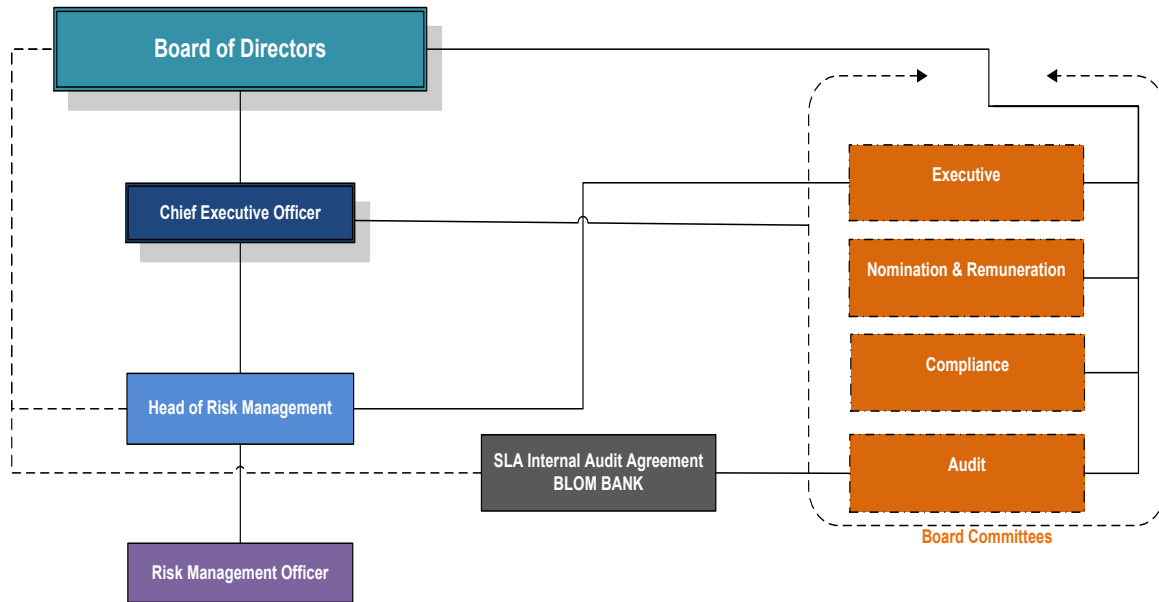 Board of Directors
Executive
Chief Executive Officer
Nomination & Remuneration
Compliance
Head of Risk Management
SLA Internal Audit Agreement
BLOM BANK
Audit
Board Committees
Risk Management Officer